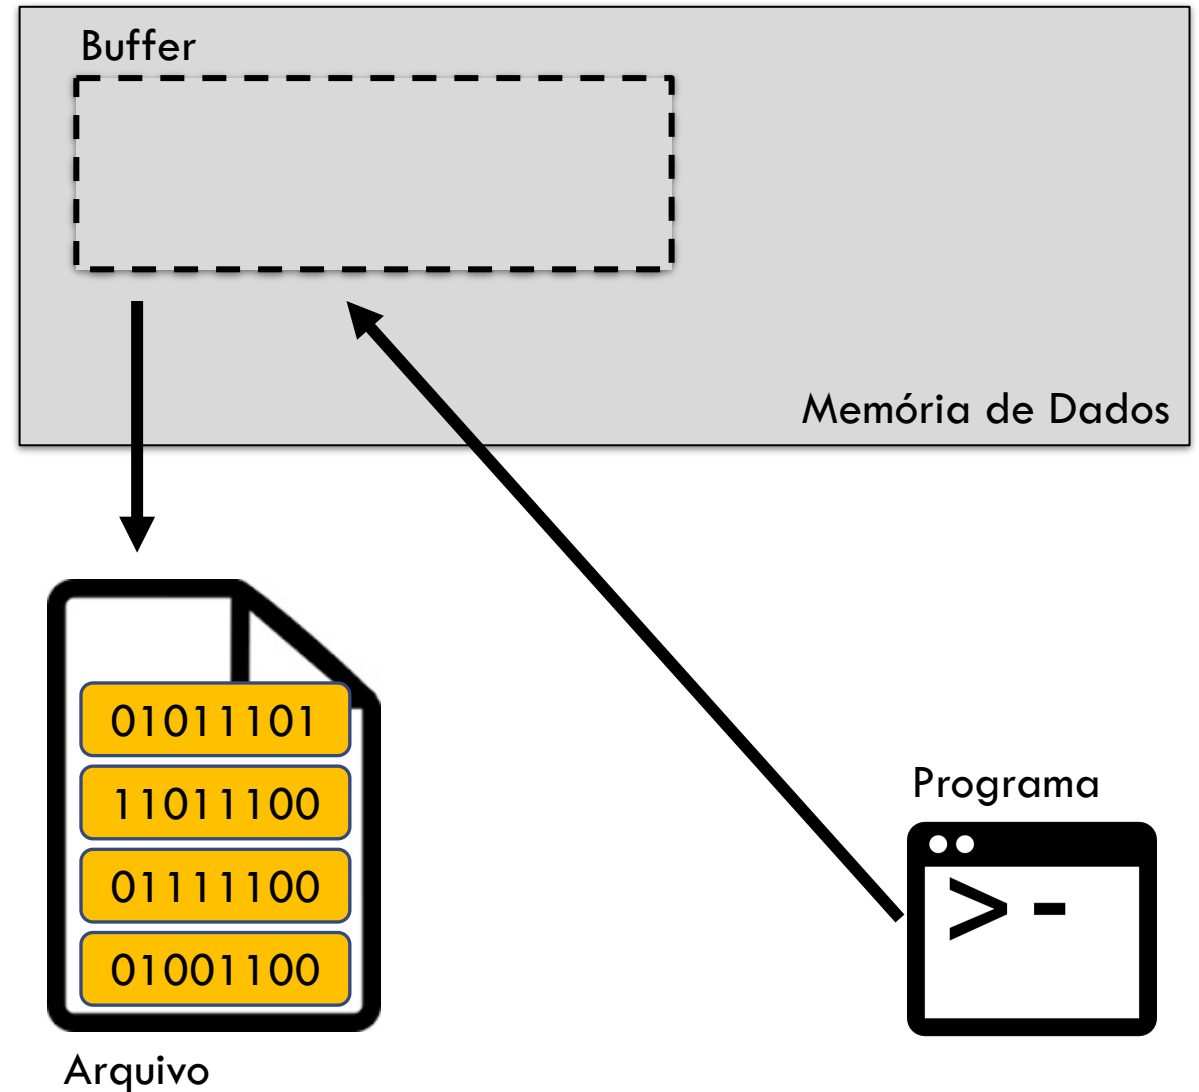 Buffer
Memória de Dados
01011101
11011100
01111100
01001100
Programa
> -
Arquivo